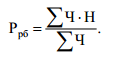 Pрб = ∑Ч · Н / ∑Ч.